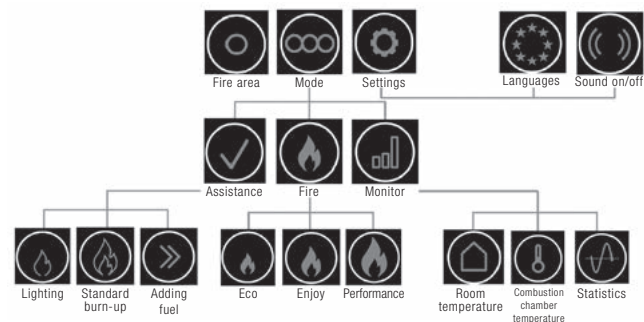 Fire area Mode Settings Languages Sound on/off
Assistance Fire Monitor
Lighting Standard Adding Eco Enjoy Performance Room Combustion Statistics
burn-up fuel temperature chamber
temperature